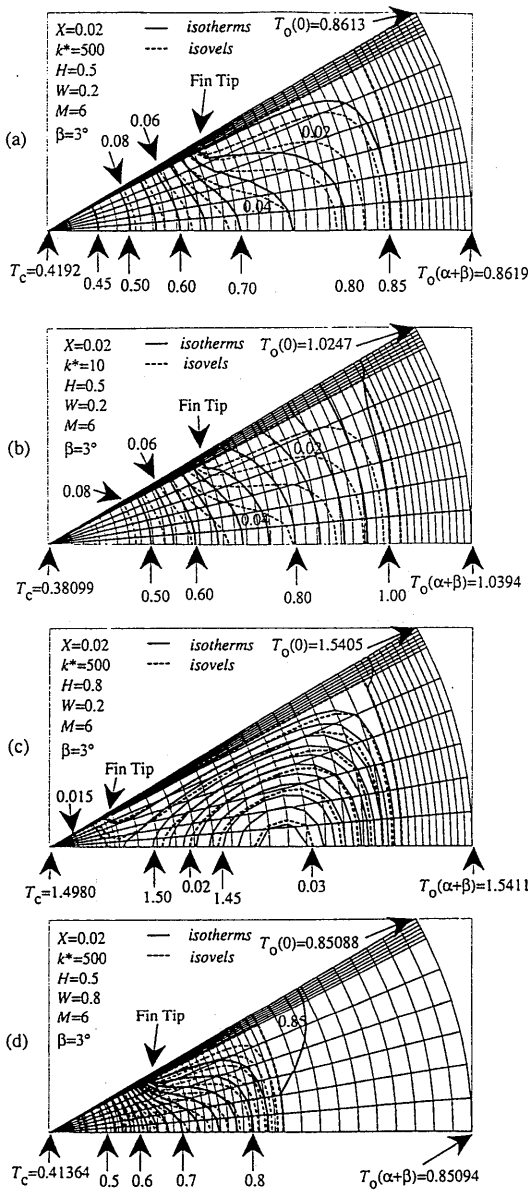 (a)
X=0.02 — isotherms T_o(0)=0.8613
k*=500 ----- isovels
H=0.5
W=0.2
M=6
β=3°
Fin Tip
0.06
0.08
0.02
0.04
T_c=0.4192
0.45
0.50
0.60
0.70
0.80
0.85
T_o(α+β)=0.8619
(b)
X=0.02 — isotherms T_o(0)=1.0247
k*=10 ----- isovels
H=0.5
W=0.2
M=6
β=3°
Fin Tip
0.06
0.08
0.02
0.04
T_c=0.38099
0.50
0.60
0.80
1.00
T_o(α+β)=1.0394
(c)
X=0.02 — isotherms T_o(0)=1.5405
k*=500 ----- isovels
H=0.8
W=0.2
M=6
β=3°
Fin Tip
0.015
T_c=1.4980
1.50
0.02
1.45
0.03
T_o(α+β)=1.5411
(d)
X=0.02 — isotherms T_o(0)=0.85088
k*=500 ----- isovels
H=0.5
W=0.8
M=6
β=3°
Fin Tip
0.85
T_c=0.41364
0.5
0.6
0.7
0.8
T_o(α+β)=0.85094